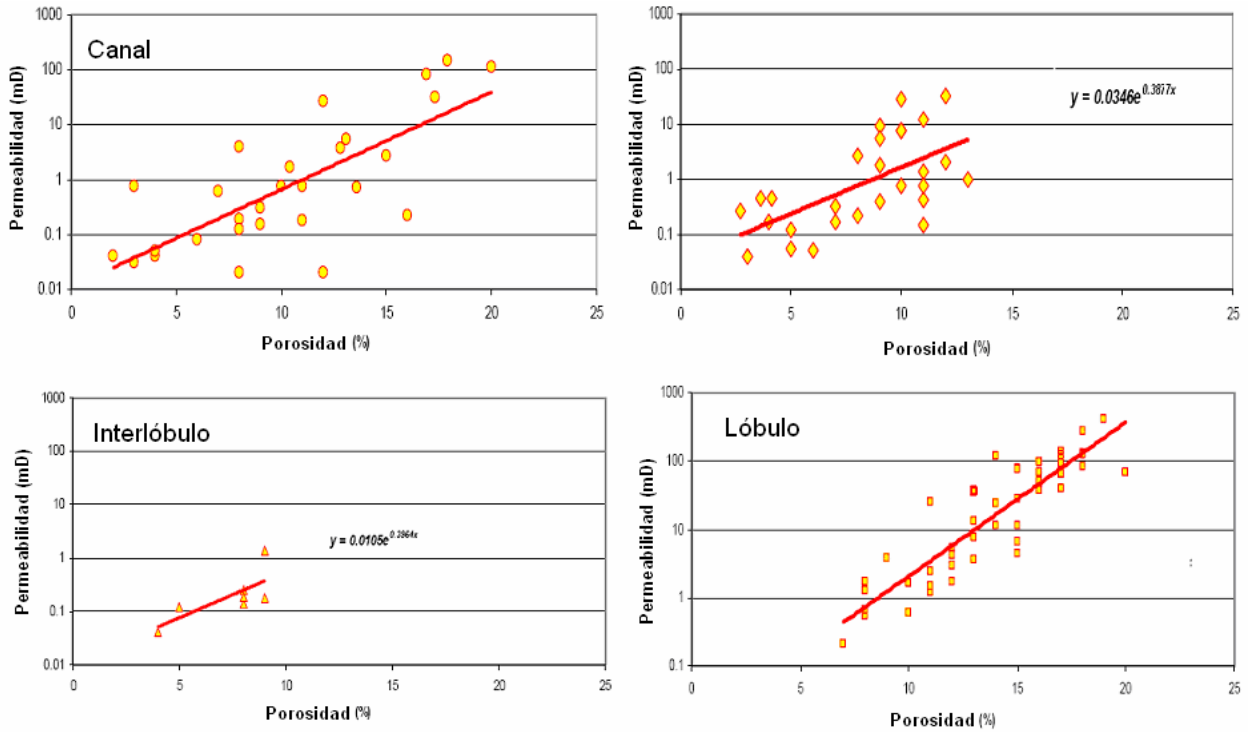 Canal
Permeabilidad (mD)
1000
100
10
1
0.1
0.01
0 5 10 15 20 25
Porosidad (%)
y = 0.0346e^0.3877x
Permeabilidad (mD)
1000
100
10
1
0.1
0.01
0 5 10 15 20 25
Porosidad (%)
Interlóbulo
Permeabilidad (mD)
1000
100
10
1
0.1
0.01
y = 0.0105e^0.3964x
0 5 10 15 20 25
Porosidad (%)
Lóbulo
Permeabilidad (mD)
1000
100
10
1
0.1
0 5 10 15 20 25
Porosidad (%)